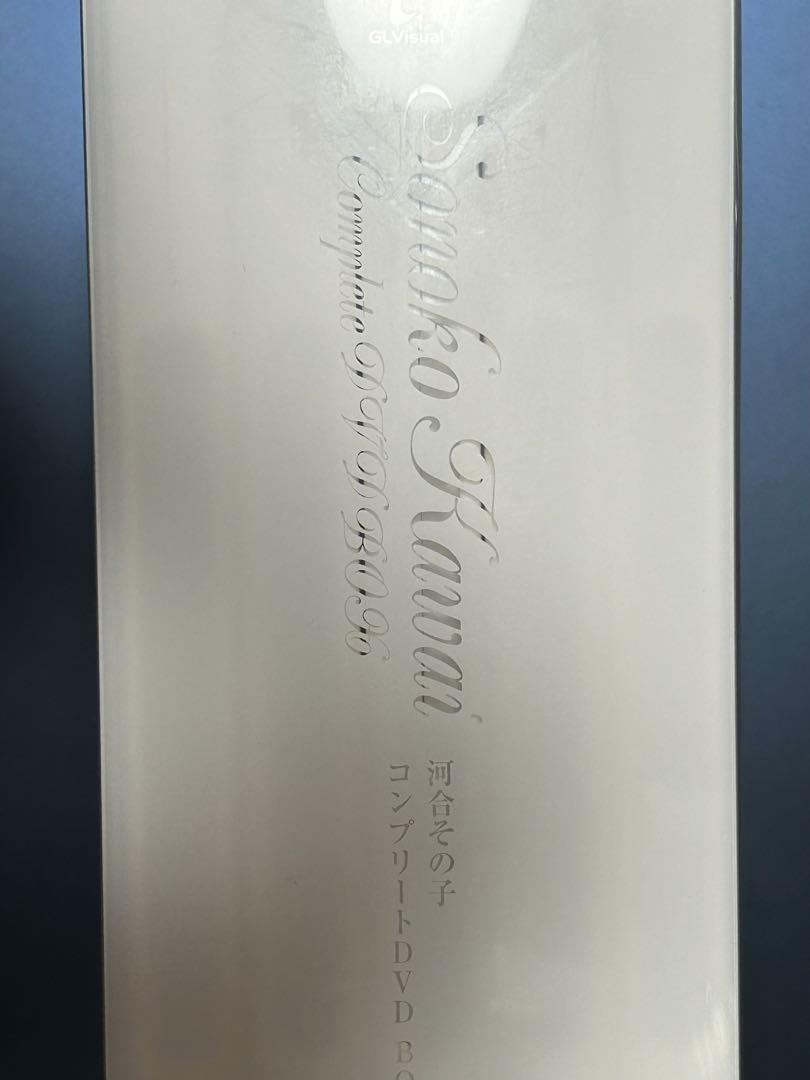 GLVisual
Sonoko Kawai
Complete DVD BOX
河合その子
コンプリートDVD BO